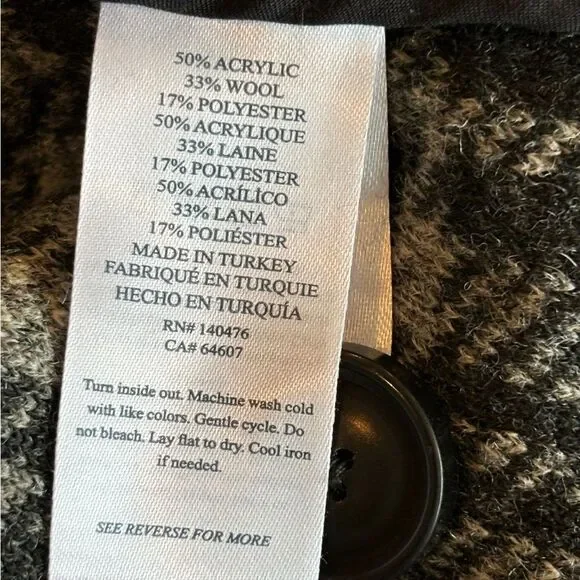 50% ACRYLIC
33% WOOL
17% POLYESTER
50% ACRYLIQUE
33% LAINE
17% POLYESTER
50% ACRÍLÍCO
33% LANA
17% POLIÉSTER
MADE IN TURKEY
FABRIQUÉ EN TURQUIE
HECHO EN TURQUÍA
RN# 140476
CA# 64607
Turn inside out. Machine wash cold
with like colors. Gentle cycle. Do
not bleach. Lay flat to dry. Cool iron
if needed.
SEE REVERSE FOR MORE